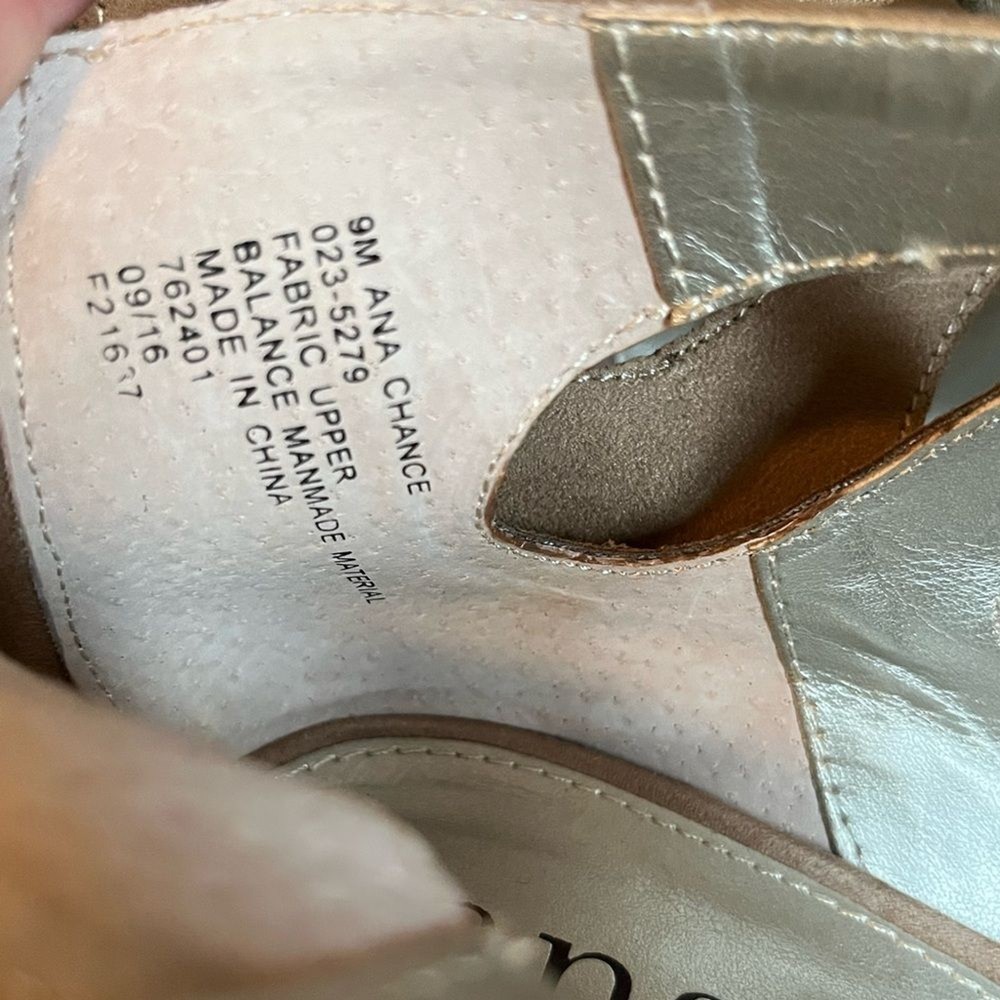 9M ANA CHANCE
023-5279
FABRIC UPPER
BALANCE MANMADE MATERIAL
MADE IN CHINA
762401
09/16